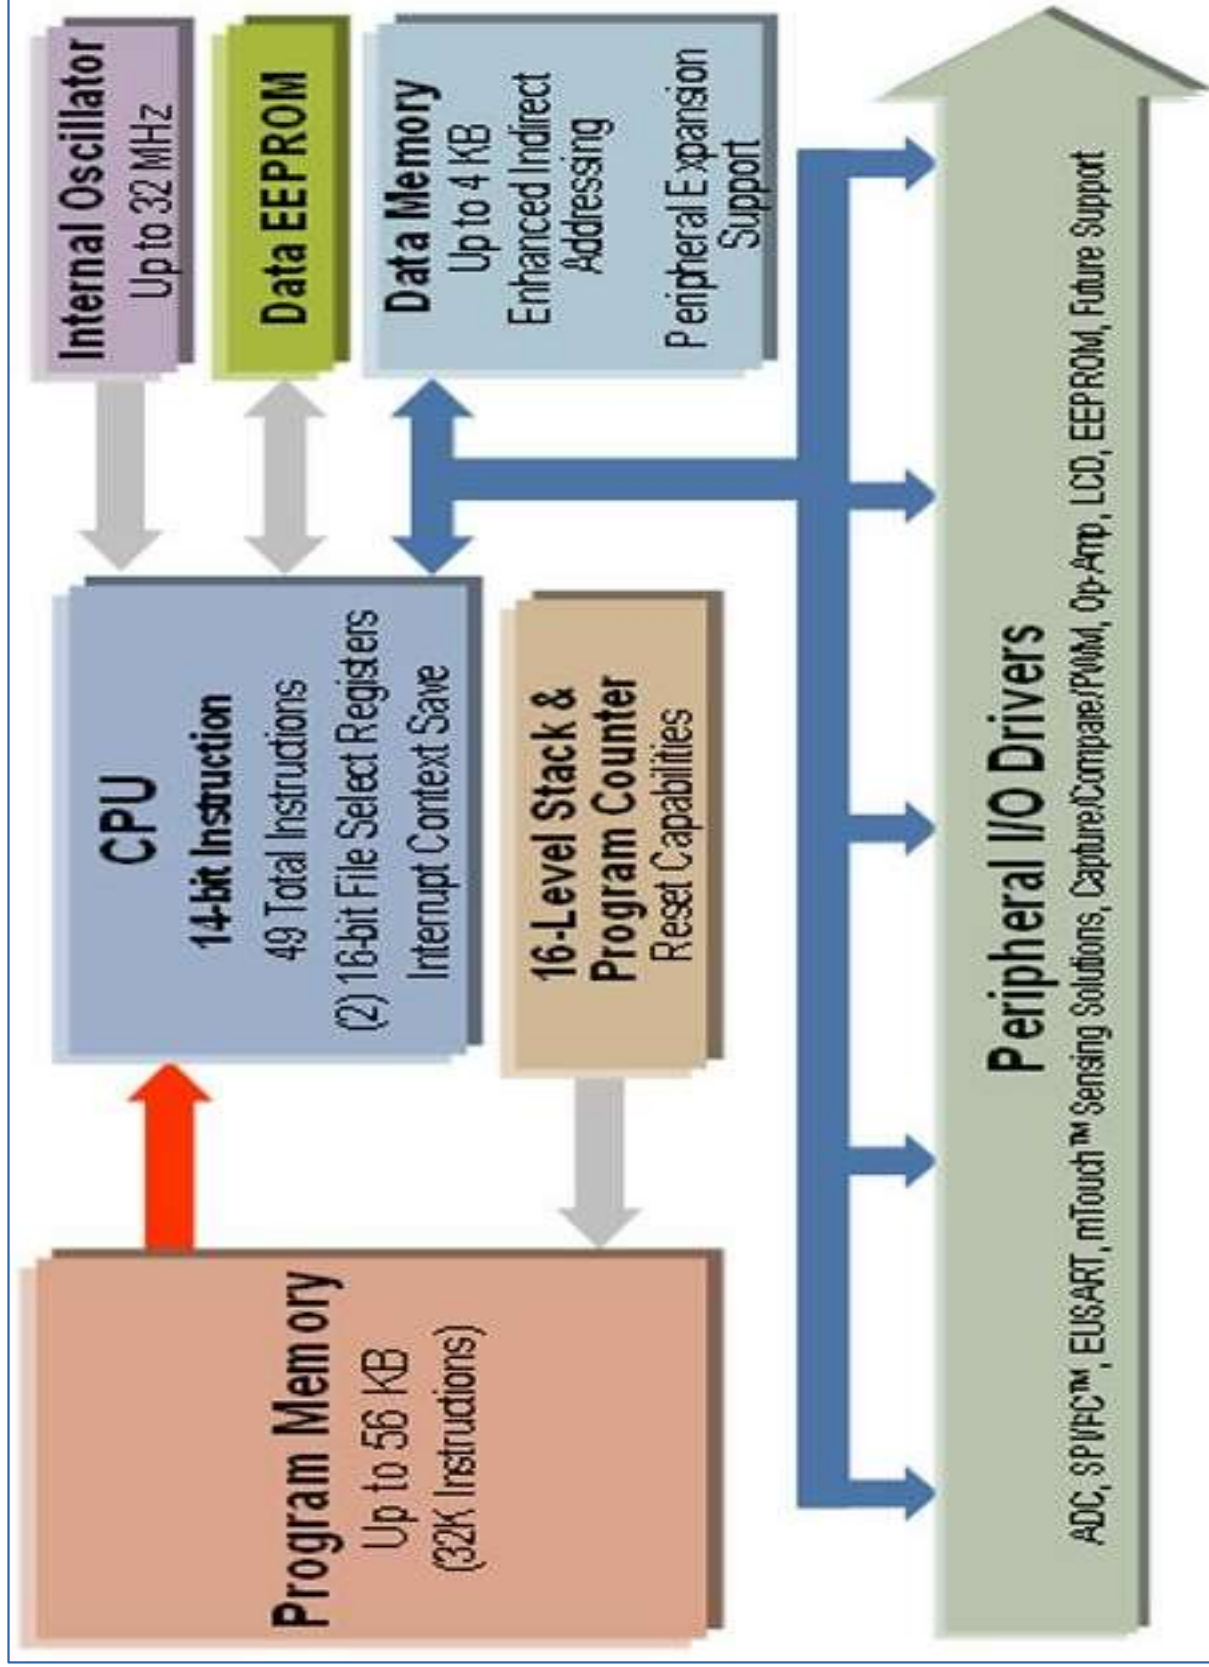 Program Memory
Up to 56 KB
(32K Instructions)
CPU
14-bit Instruction
49 Total Instructions
(2) 16-bit File Select Registers
Interrupt Context Save
16-Level Stack &
Program Counter
Reset Capabilities
Internal Oscillator
Up to 32 MHz
Data EEPROM
Data Memory
Up to 4 KB
Enhanced Indirect
Addressing
Peripheral Expansion
Support
Peripheral I/O Drivers
ADC, SPI/I²C™, EUSART, mTouch™ Sensing Solutions, Capture/Compare/PWM, Op-Amp, LCD, EEPROM, Future Support